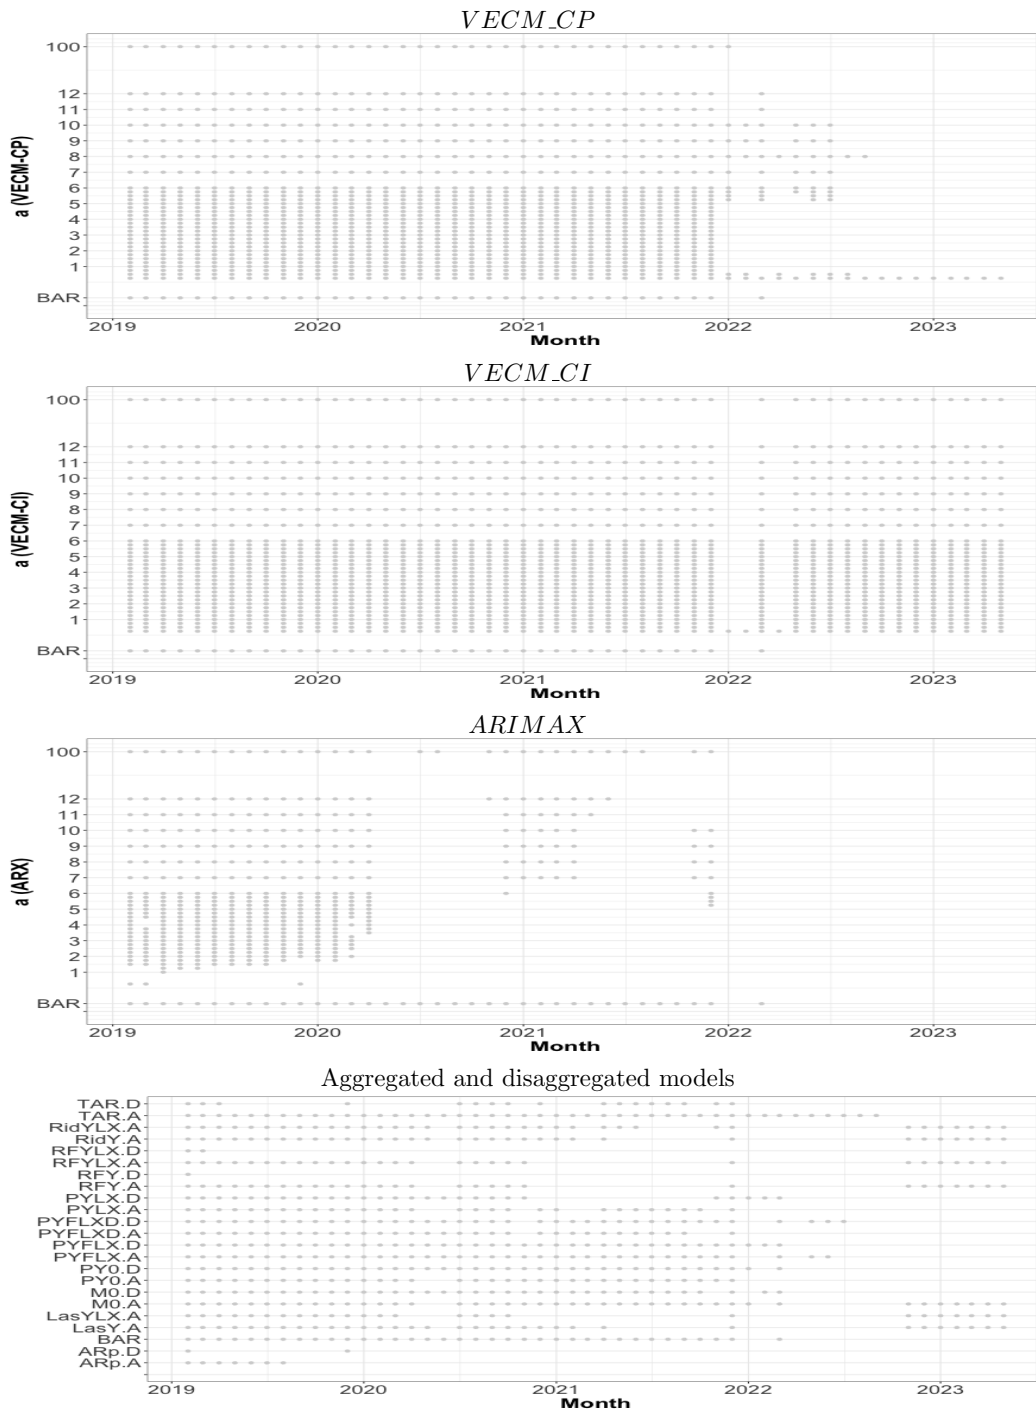 VECM_CP
a (VECM-CP)
100
12
11
10
9
8
7
6
5
4
3
2
1
BAR
2019 2020 2021 2022 2023
Month
VECM_CI
a (VECM-CI)
100
12
11
10
9
8
7
6
5
4
3
2
1
BAR
2019 2020 2021 2022 2023
Month
ARIMAX
a (ARX)
100
12
11
10
9
8
7
6
5
4
3
2
1
BAR
2019 2020 2021 2022 2023
Month
Aggregated and disaggregated models
TAR.D
TAR.A
RidYLX.A
RidY.A
RFYLX.D
RFYLX.A
RFY.D
RFY.A
PYLX.D
PYLX.A
PYFLXD.D
PYFLXD.A
PYFLX.D
PYFLX.A
PY0.D
PY0.A
M0.D
M0.A
LasYLX.A
LasY.A
BAR
ARp.D
ARp.A
2019 2020 2021 2022 2023
Month